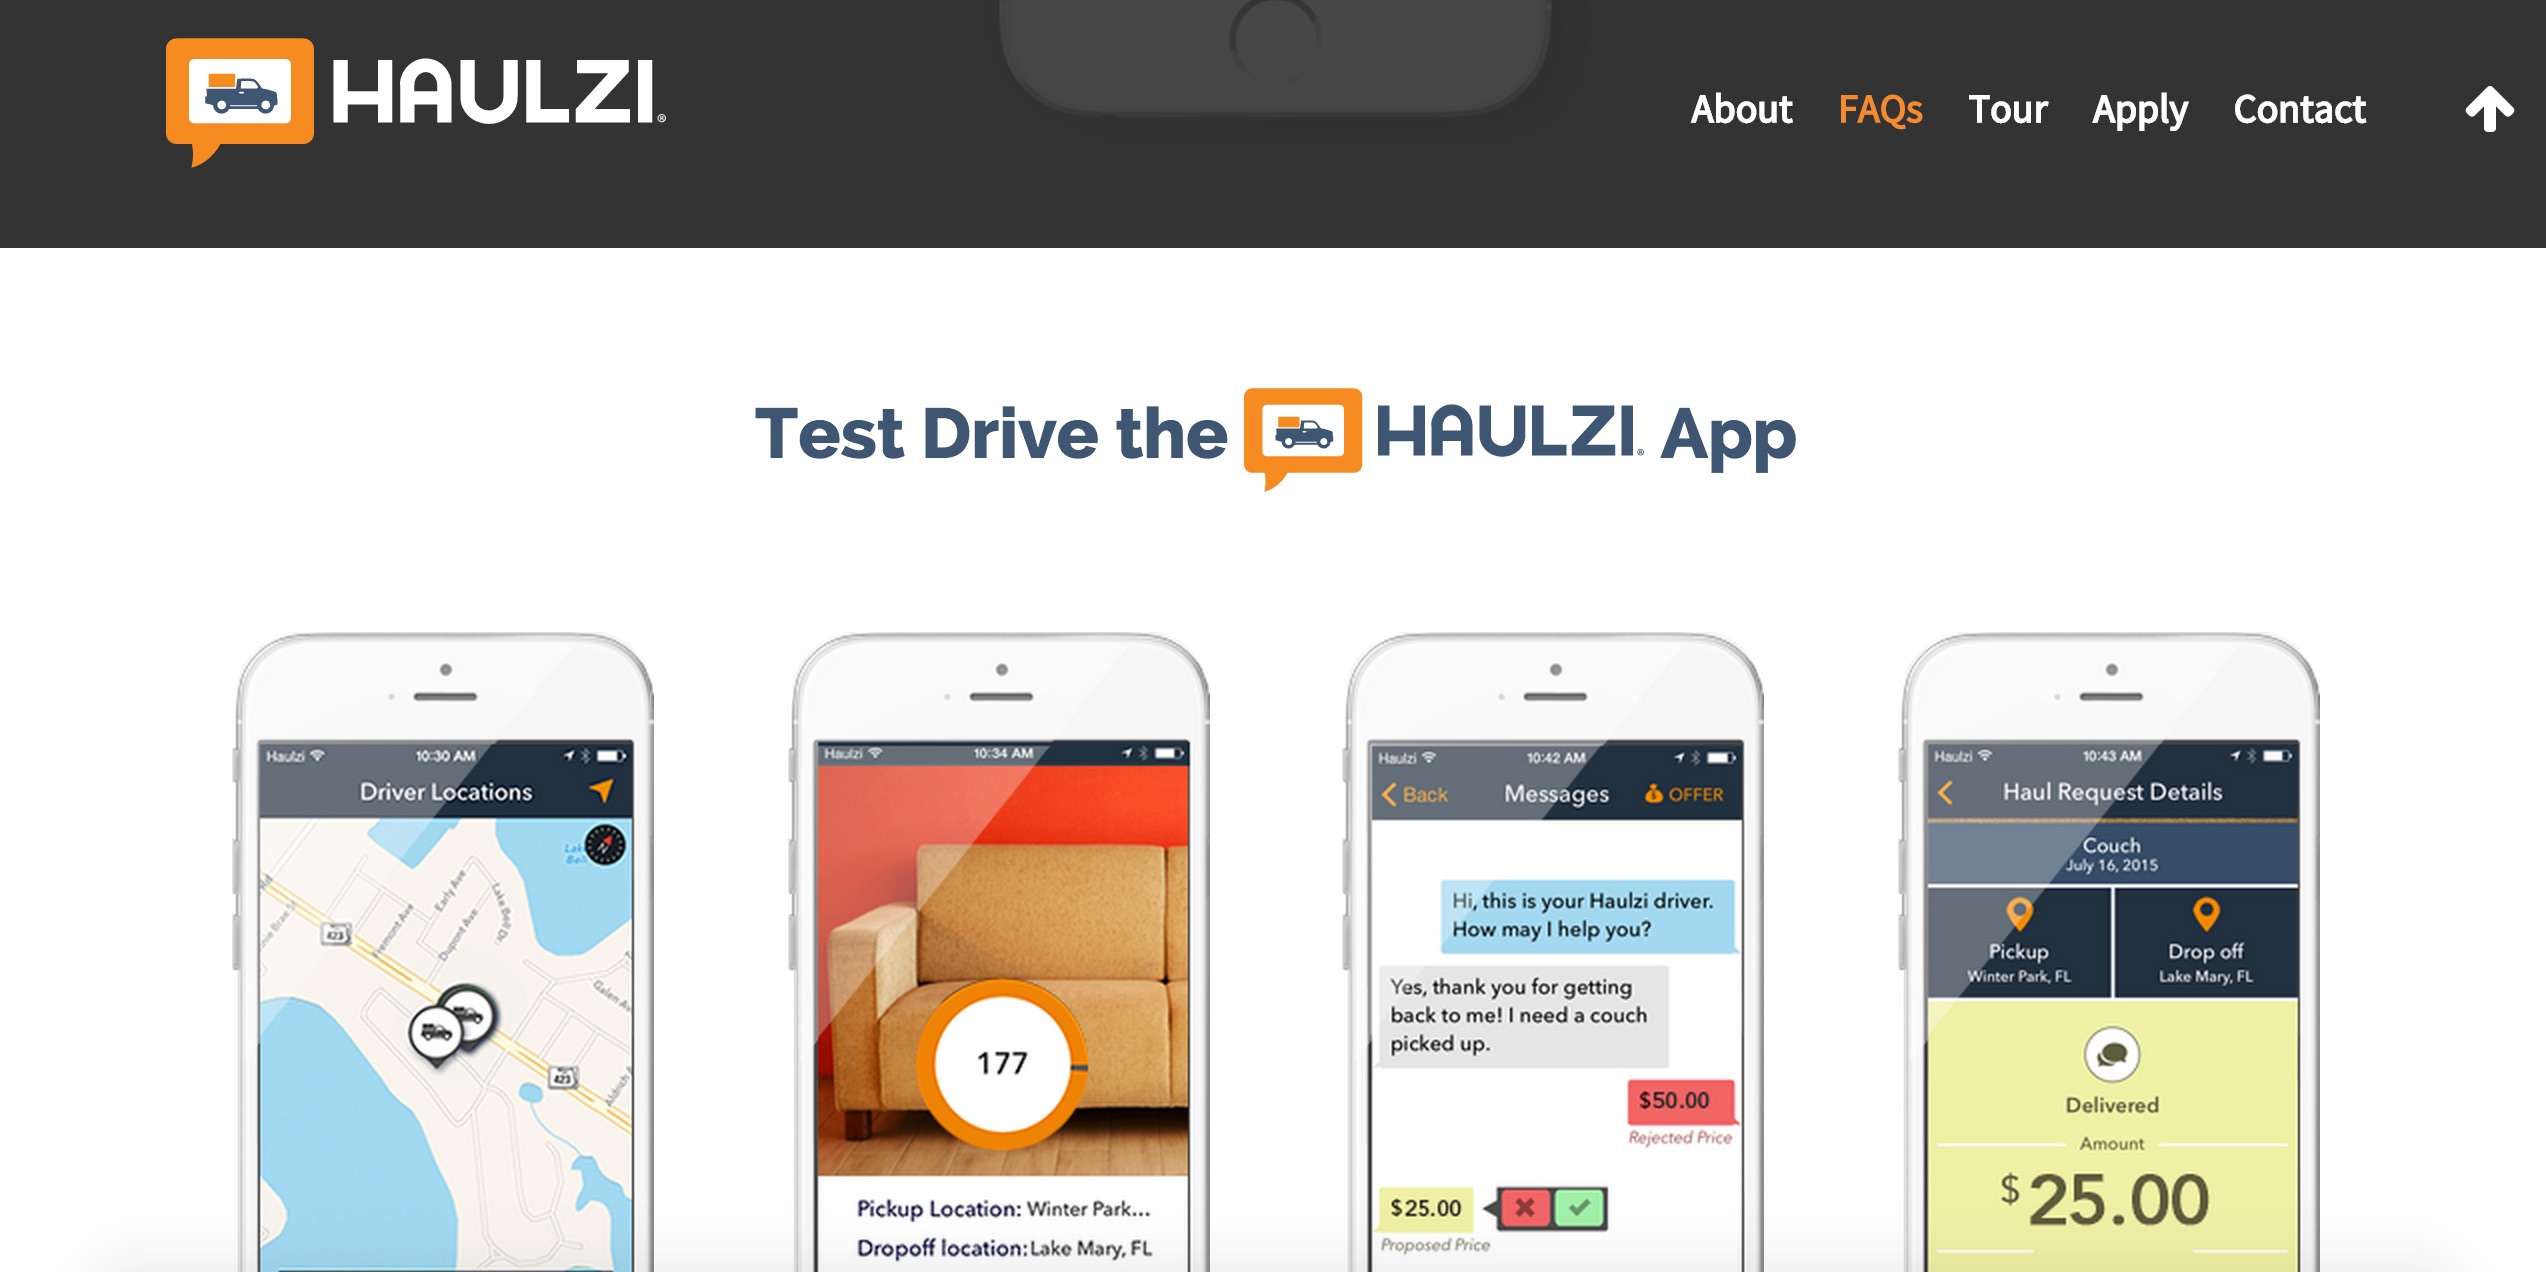 HAULZI®
About FAQs Tour Apply Contact
Test Drive the HAULZI® App
Haulzi 10:30 AM
Driver Locations
Early Ave
Lake Bell Dr
Fremont Ave
Dupont Ave
423
Galen Av
423
Haulzi 10:34 AM
177
Pickup Location: Winter Park...
Dropoff location: Lake Mary, FL
Haulzi 10:42 AM
Back Messages OFFER
Hi, this is your Haulzi driver.
How may I help you?
Yes, thank you for getting
back to me! I need a couch
picked up.
$50.00
Rejected Price
$25.00
Proposed Price
Haulzi 10:43 AM
Haul Request Details
Couch
July 16, 2015
Pickup
Winter Park, FL
Drop off
Lake Mary, FL
Delivered
Amount
$25.00